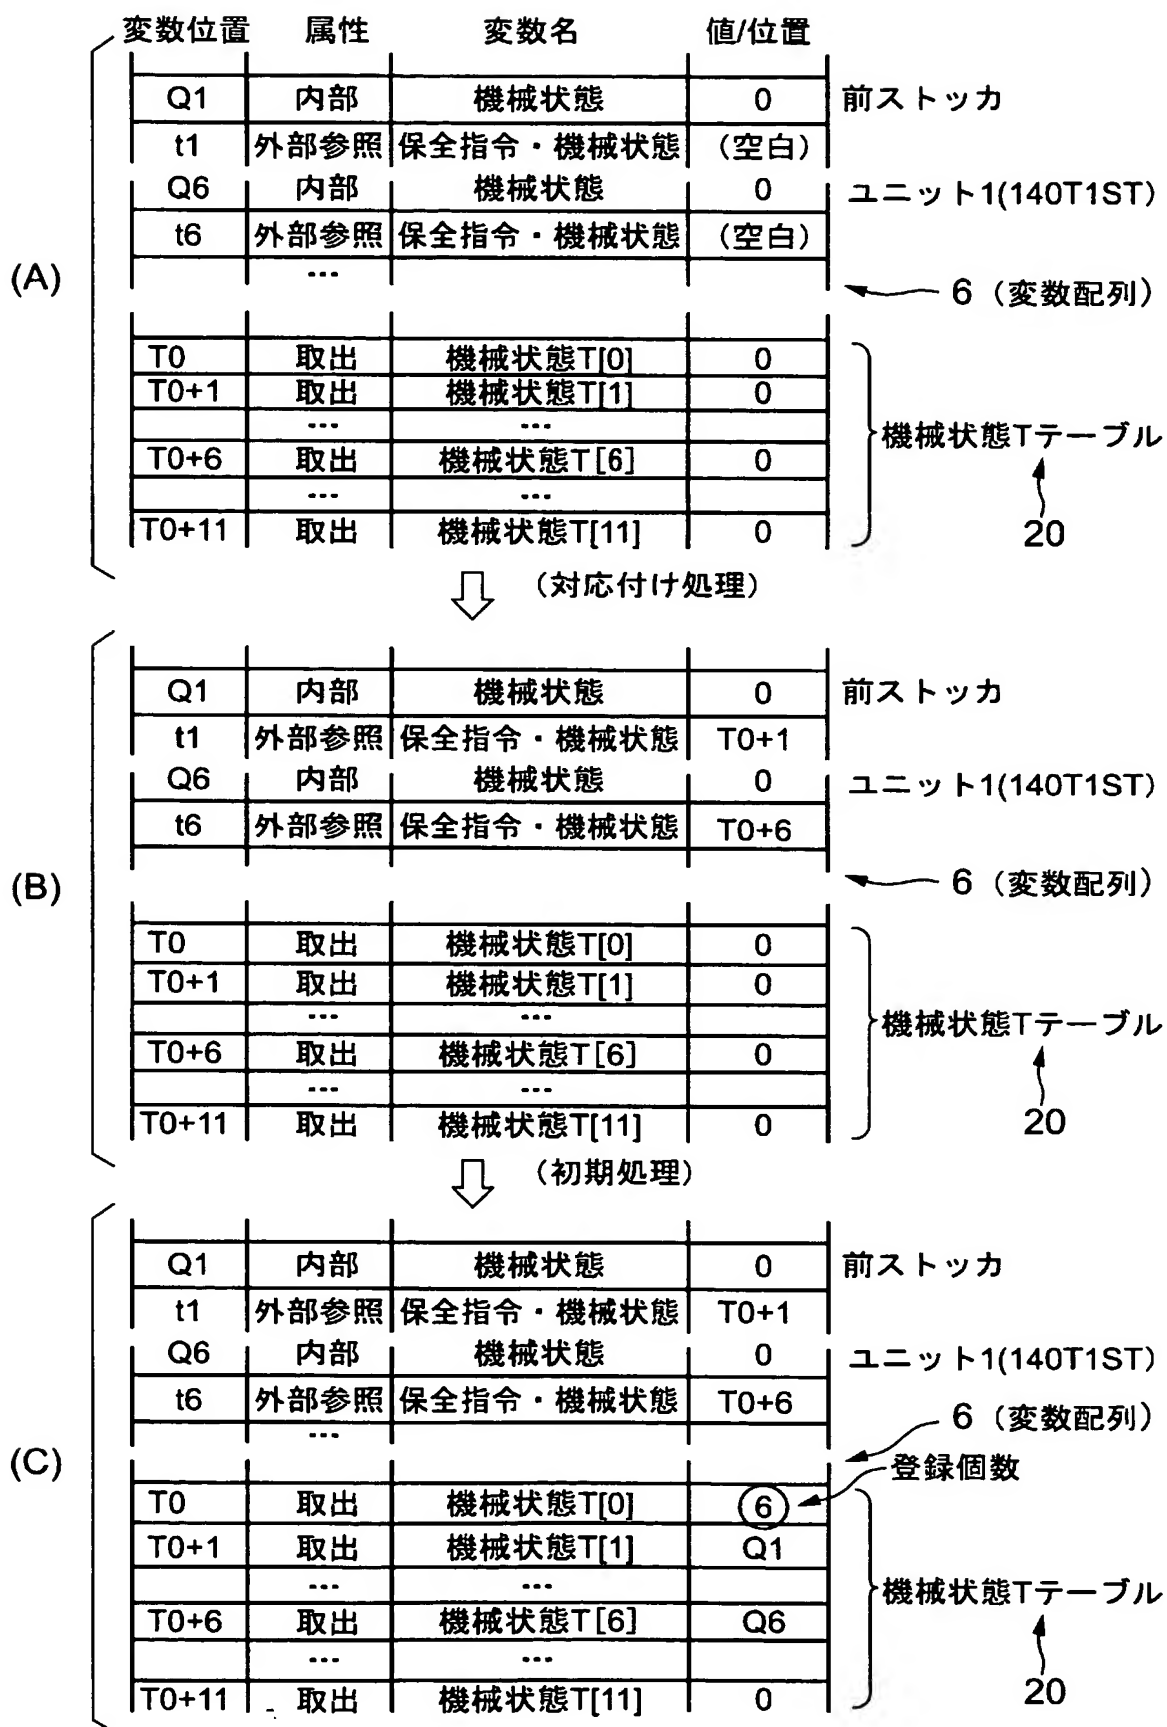 変数位置 属性 変数名 値/位置
Q1 内部 機械状態 0 前ストッカ
t1 外部参照 保全指令・機械状態 (空白)
Q6 内部 機械状態 0 ユニット1(140T1ST)
t6 外部参照 保全指令・機械状態 (空白)
(A)
...
6 (変数配列)
T0 取出 機械状態T[0] 0
T0+1 取出 機械状態T[1] 0
... ...
機械状態Tテーブル
T0+6 取出 機械状態T[6] 0
... ...
T0+11 取出 機械状態T[11] 0 20
(対応付け処理)
Q1 内部 機械状態 0 前ストッカ
t1 外部参照 保全指令・機械状態 T0+1
Q6 内部 機械状態 0 ユニット1(140T1ST)
t6 外部参照 保全指令・機械状態 T0+6
(B)
6 (変数配列)
T0 取出 機械状態T[0] 0
T0+1 取出 機械状態T[1] 0
... ...
機械状態Tテーブル
T0+6 取出 機械状態T[6] 0
... ...
T0+11 取出 機械状態T[11] 0 20
(初期処理)
Q1 内部 機械状態 0 前ストッカ
t1 外部参照 保全指令・機械状態 T0+1
Q6 内部 機械状態 0 ユニット1(140T1ST)
t6 外部参照 保全指令・機械状態 T0+6
...
6 (変数配列)
(C)
登録個数
T0 取出 機械状態T[0] 6
T0+1 取出 機械状態T[1] Q1
... ...
機械状態Tテーブル
T0+6 取出 機械状態T[6] Q6
... ...
T0+11 取出 機械状態T[11] 0 20